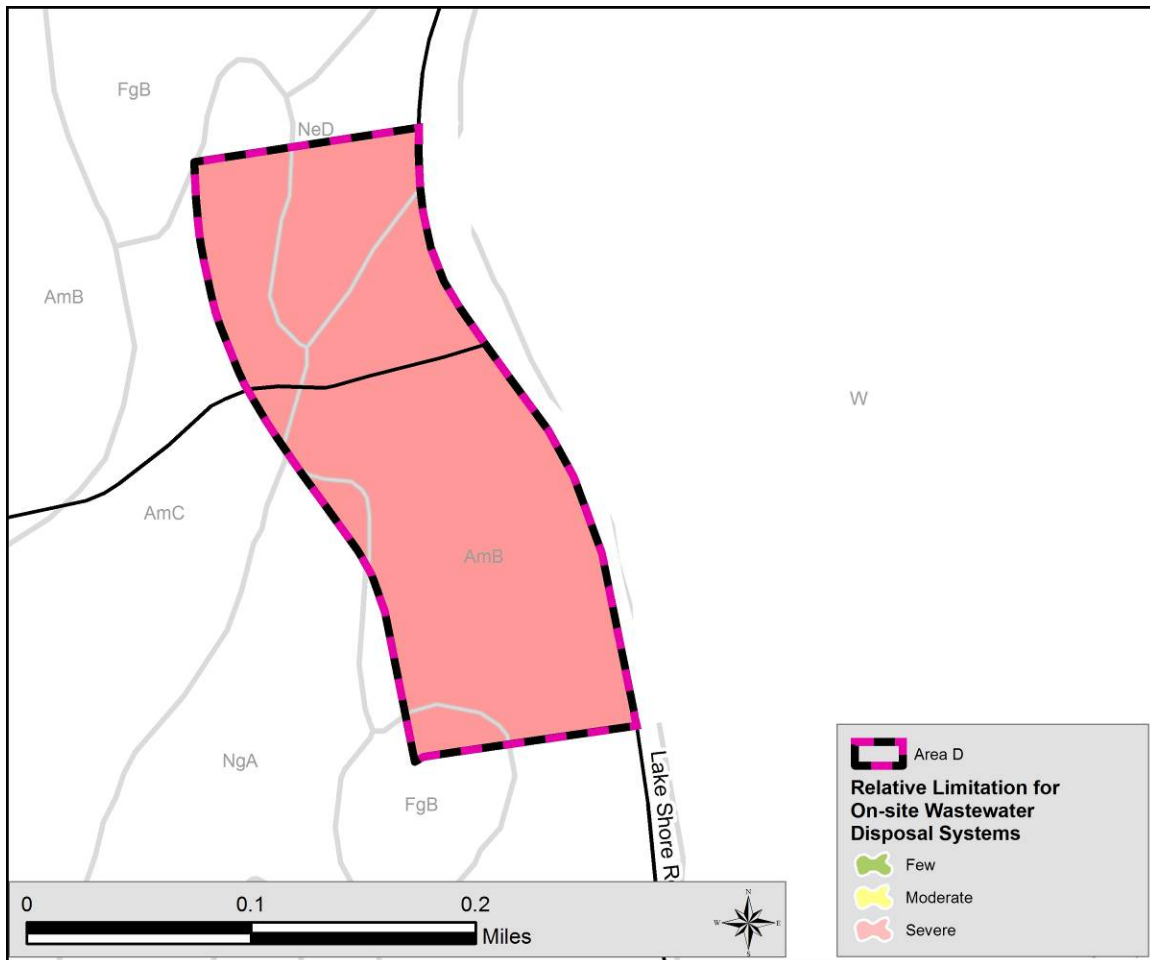 FgB
NeD
AmB
W
AmC
AmB
NgA
FgB
Lake Shore R
Area D
Relative Limitation for
On-site Wastewater
Disposal Systems
Few
Moderate
Severe
0 0.1 0.2
Miles
N
W E
S